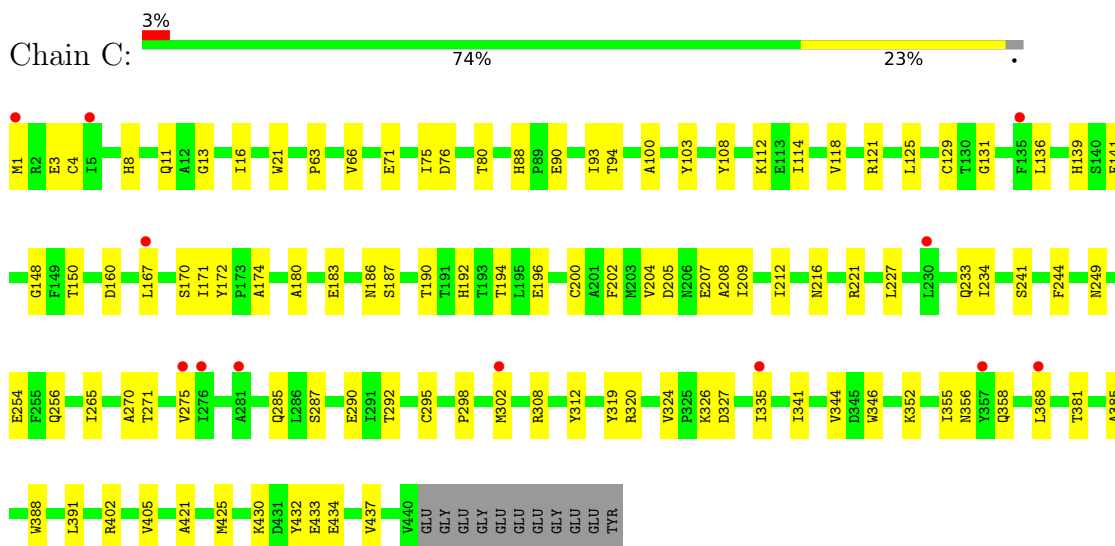 3%
Chain C:
74% 23% •
M1 R2 E3 C4 I5 H8 Q11 A12 G13 I16 W21 P63 V66 E71 I75 D76 T80 H88 P89 E90 I93 T94 A100 Y103 Y108 K112 E113 I114 V118 R121 L125 C129 T130 G131 F135 L136 H139 S140
G148 F149 T150 D160 L167 S170 I171 Y172 P173 A174 A180 E183 N186 S187 T190 T191 H192 T193 T194 L195 E196 C200 A201 F202 M203 V204 D205 N206 E207 A208 I209 I212 N216 R221 L227 L230 Q233 I234 S241 F244 N249
E254 F255 Q256 I265 A270 T271 V275 I276 A281 Q285 L286 S287 E290 I291 T292 C295 P298 M302 R308 Y312 Y319 R320 V324 P325 K326 D327 I335 I341 V344 D345 W346 K352 I355 N356 Y357 Q358 L368 T381
W388 L391 R402 V405 A421 M425 K430 D431 Y432 E433 E434 V437 V440 GLU GLY GLU GLY GLU GLU GLU GLY GLU GLU TYR